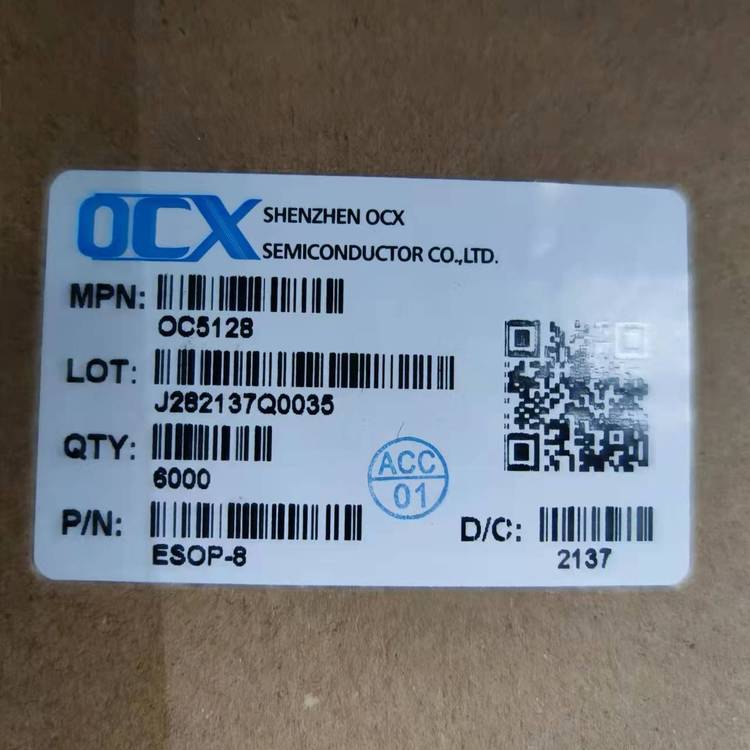 OCX SHENZHEN OCX
SEMICONDUCTOR CO.,LTD.
MPN:
OC5128
LOT:
J282137Q0035
QTY:
6000
ACC
01
P/N:
ESOP-8
D/C:
2137